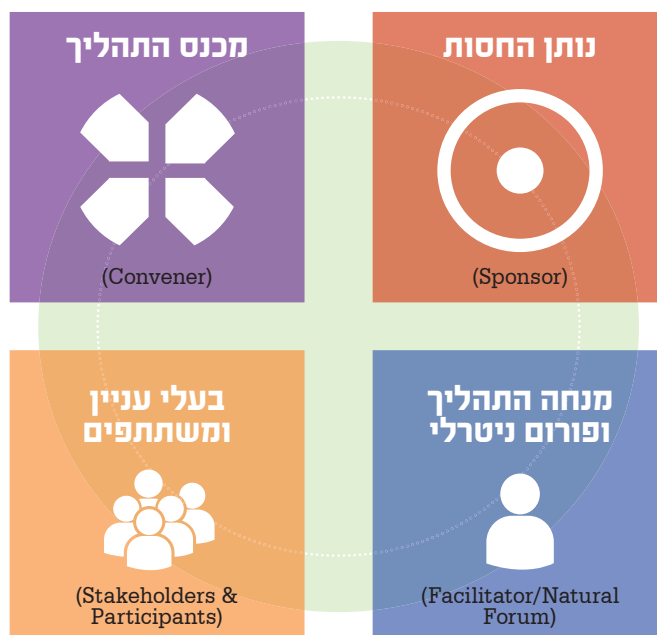 נותן החסות
(Sponsor)
מכנס התהליך
(Convener)
מנחה התהליך
ופורום ניטרלי
(Facilitator/Natural
Forum)
בעלי עניין
ומשתתפים
(Stakeholders &
Participants)